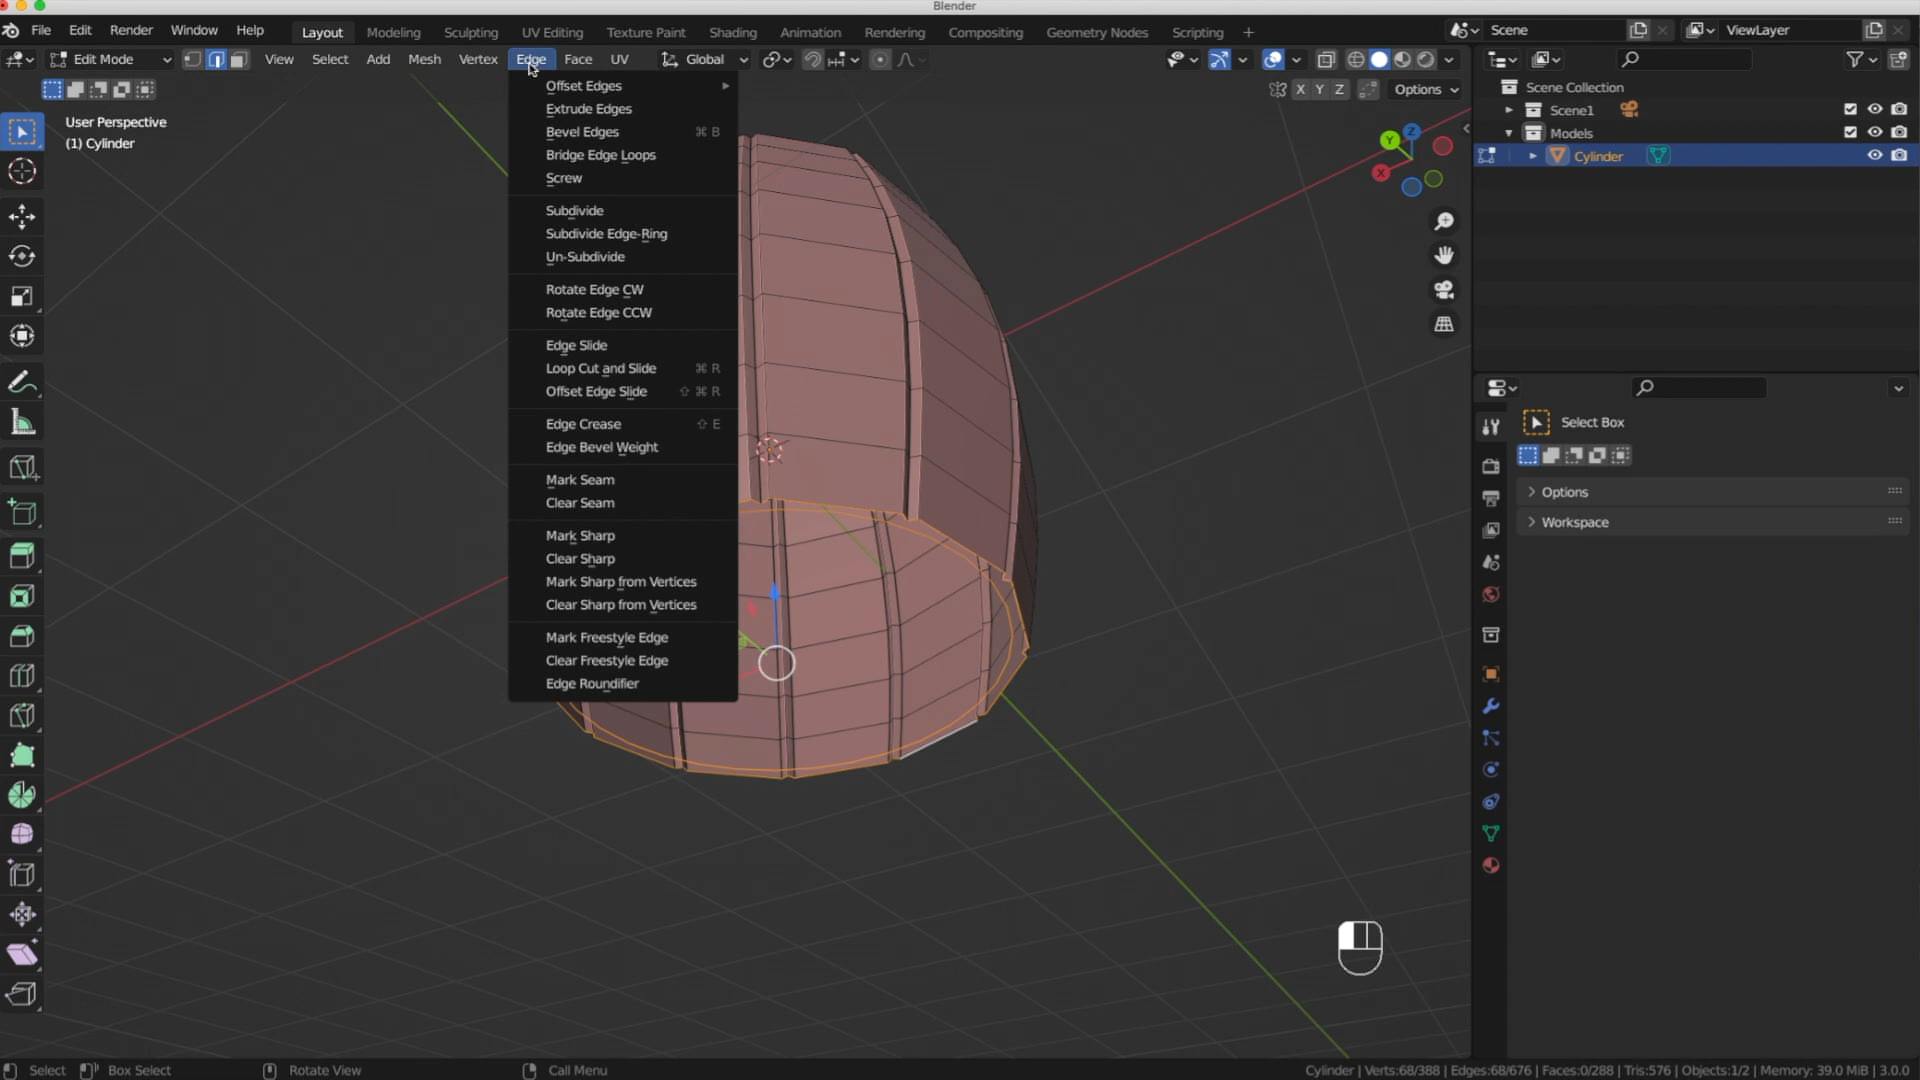 Blender
File Edit Render Window Help Layout Modeling Sculpting UV Editing Texture Paint Shading Animation Rendering Compositing Geometry Nodes Scripting + Scene ViewLayer
Edit Mode View Select Add Mesh Vertex Edge Face UV Global
X Y Z Options
User Perspective
(1) Cylinder
Offset Edges
Extrude Edges
Bevel Edges ⌘ B
Bridge Edge Loops
Screw
Subdivide
Subdivide Edge-Ring
Un-Subdivide
Rotate Edge CW
Rotate Edge CCW
Edge Slide
Loop Cut and Slide ⌘ R
Offset Edge Slide ⇧ ⌘ R
Edge Crease ⇧ E
Edge Bevel Weight
Mark Seam
Clear Seam
Mark Sharp
Clear Sharp
Mark Sharp from Vertices
Clear Sharp from Vertices
Mark Freestyle Edge
Clear Freestyle Edge
Edge Roundifier
Z
Y
X
Scene Collection
Scene1
Models
Cylinder
Select Box
Options
Workspace
Select Box Select Rotate View Call Menu Cylinder | Verts:68/388 | Edges:68/676 | Faces:0/288 | Tris:576 | Objects:1/2 | Memory: 39.0 MiB | 3.0.0